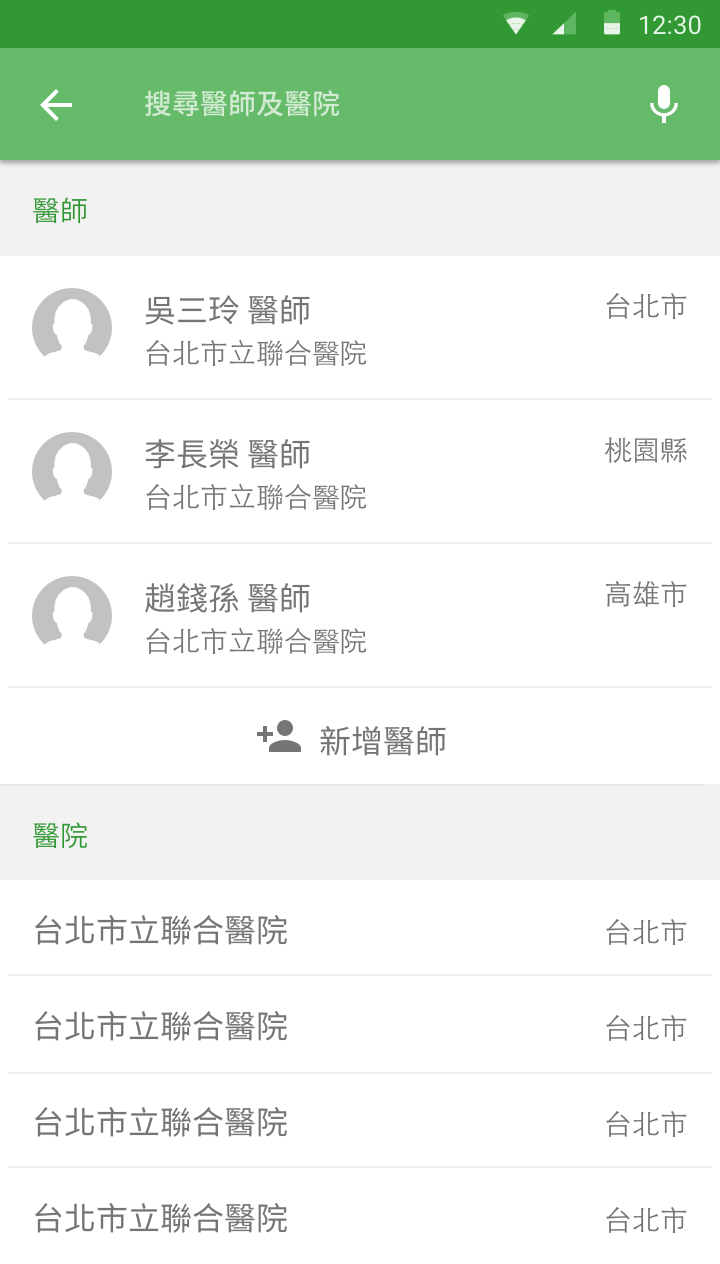 12:30
搜尋醫師及醫院
醫師
吳三玲 醫師
台北市
台北市立聯合醫院
李長榮 醫師
桃園縣
台北市立聯合醫院
趙錢孫 醫師
高雄市
台北市立聯合醫院
新增醫師
醫院
台北市立聯合醫院 台北市
台北市立聯合醫院 台北市
台北市立聯合醫院 台北市
台北市立聯合醫院 台北市